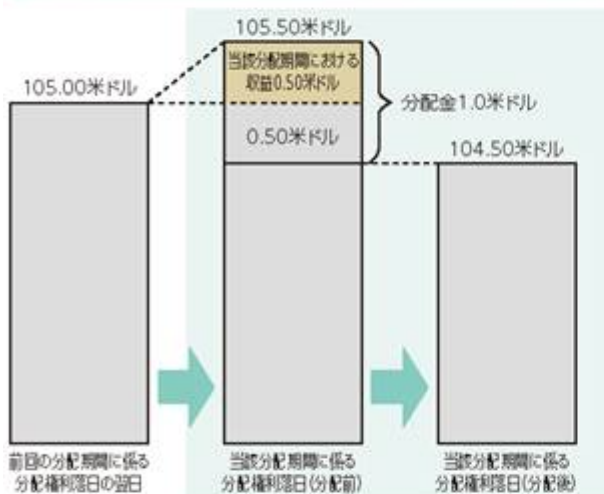 105.50米ドル
当該分配期間における
収益0.50米ドル
105.00米ドル
分配金1.0米ドル
0.50米ドル
104.50米ドル
前回の分配期間に係る
分配権利落日の翌日
当該分配期間に係る
分配権利落日(分配前)
当該分配期間に係る
分配権利落日(分配後)